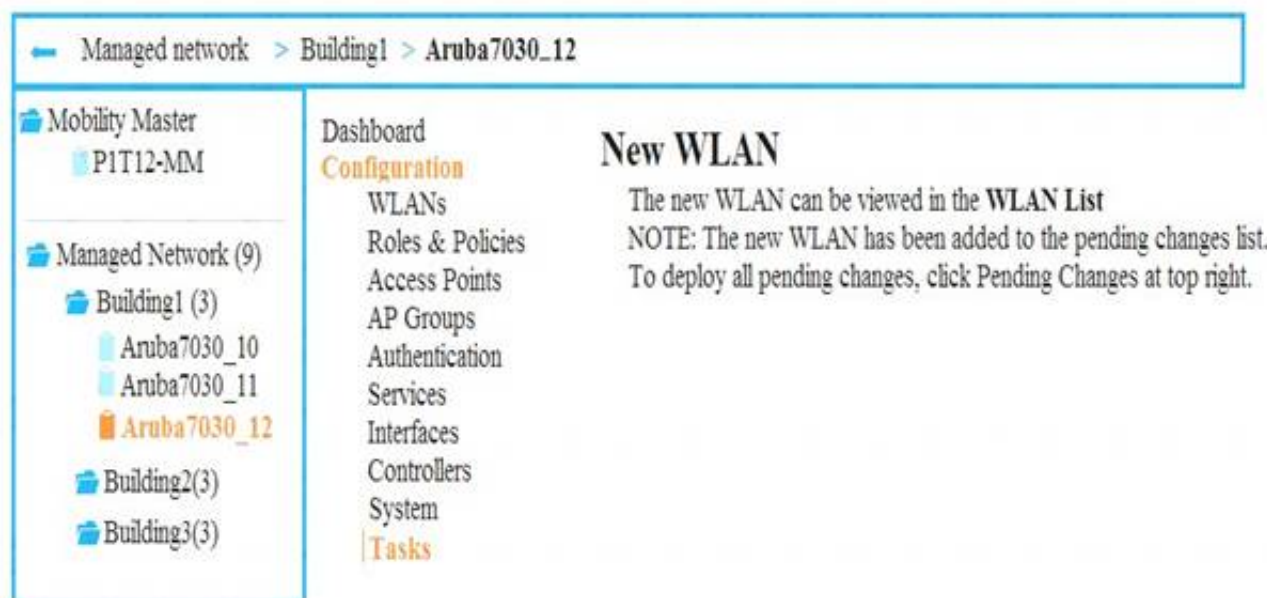 Managed network > Building1 > Aruba7030_12
Mobility Master
P1T12-MM
Managed Network (9)
Building1 (3)
Aruba7030_10
Aruba7030_11
Aruba7030_12
Building2(3)
Building3(3)
Dashboard
Configuration
WLANs
Roles & Policies
Access Points
AP Groups
Authentication
Services
Interfaces
Controllers
System
Tasks
New WLAN
The new WLAN can be viewed in the WLAN List
NOTE: The new WLAN has been added to the pending changes list.
To deploy all pending changes, click Pending Changes at top right.